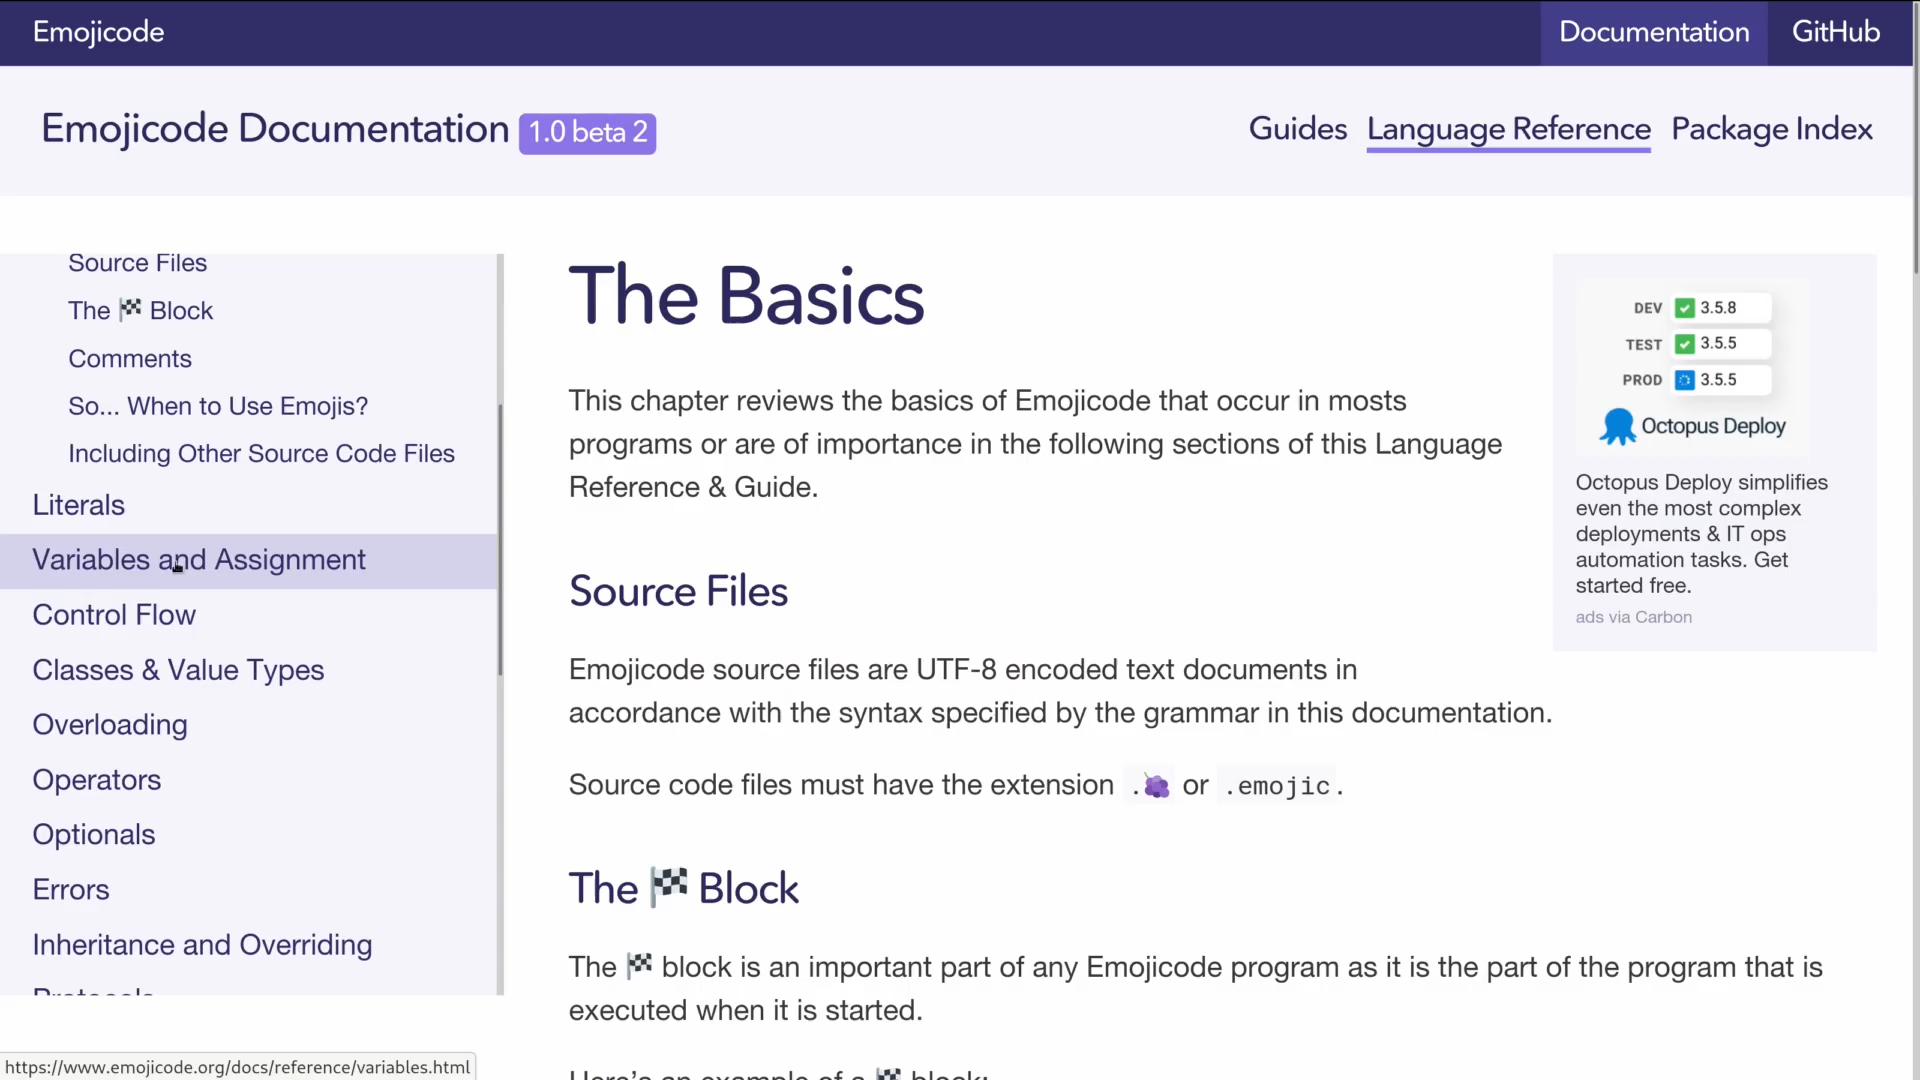 Emojicode
Documentation
GitHub
Emojicode Documentation 1.0 beta 2
Guides
Language Reference
Package Index
Source Files
The 🏁 Block
Comments
So... When to Use Emojis?
Including Other Source Code Files
Literals
Variables and Assignment
Control Flow
Classes & Value Types
Overloading
Operators
Optionals
Errors
Inheritance and Overriding
Protocols
The Basics
This chapter reviews the basics of Emojicode that occur in mosts
programs or are of importance in the following sections of this Language
Reference & Guide.
Source Files
Emojicode source files are UTF-8 encoded text documents in
accordance with the syntax specified by the grammar in this documentation.
Source code files must have the extension .🍇 or .emojic.
The 🏁 Block
The 🏁 block is an important part of any Emojicode program as it is the part of the program that is
executed when it is started.
Here's an example of a 🏁 block:
DEV 3.5.8
TEST 3.5.5
PROD 3.5.5
Octopus Deploy
Octopus Deploy simplifies
even the most complex
deployments & IT ops
automation tasks. Get
started free.
ads via Carbon
https://www.emojicode.org/docs/reference/variables.html